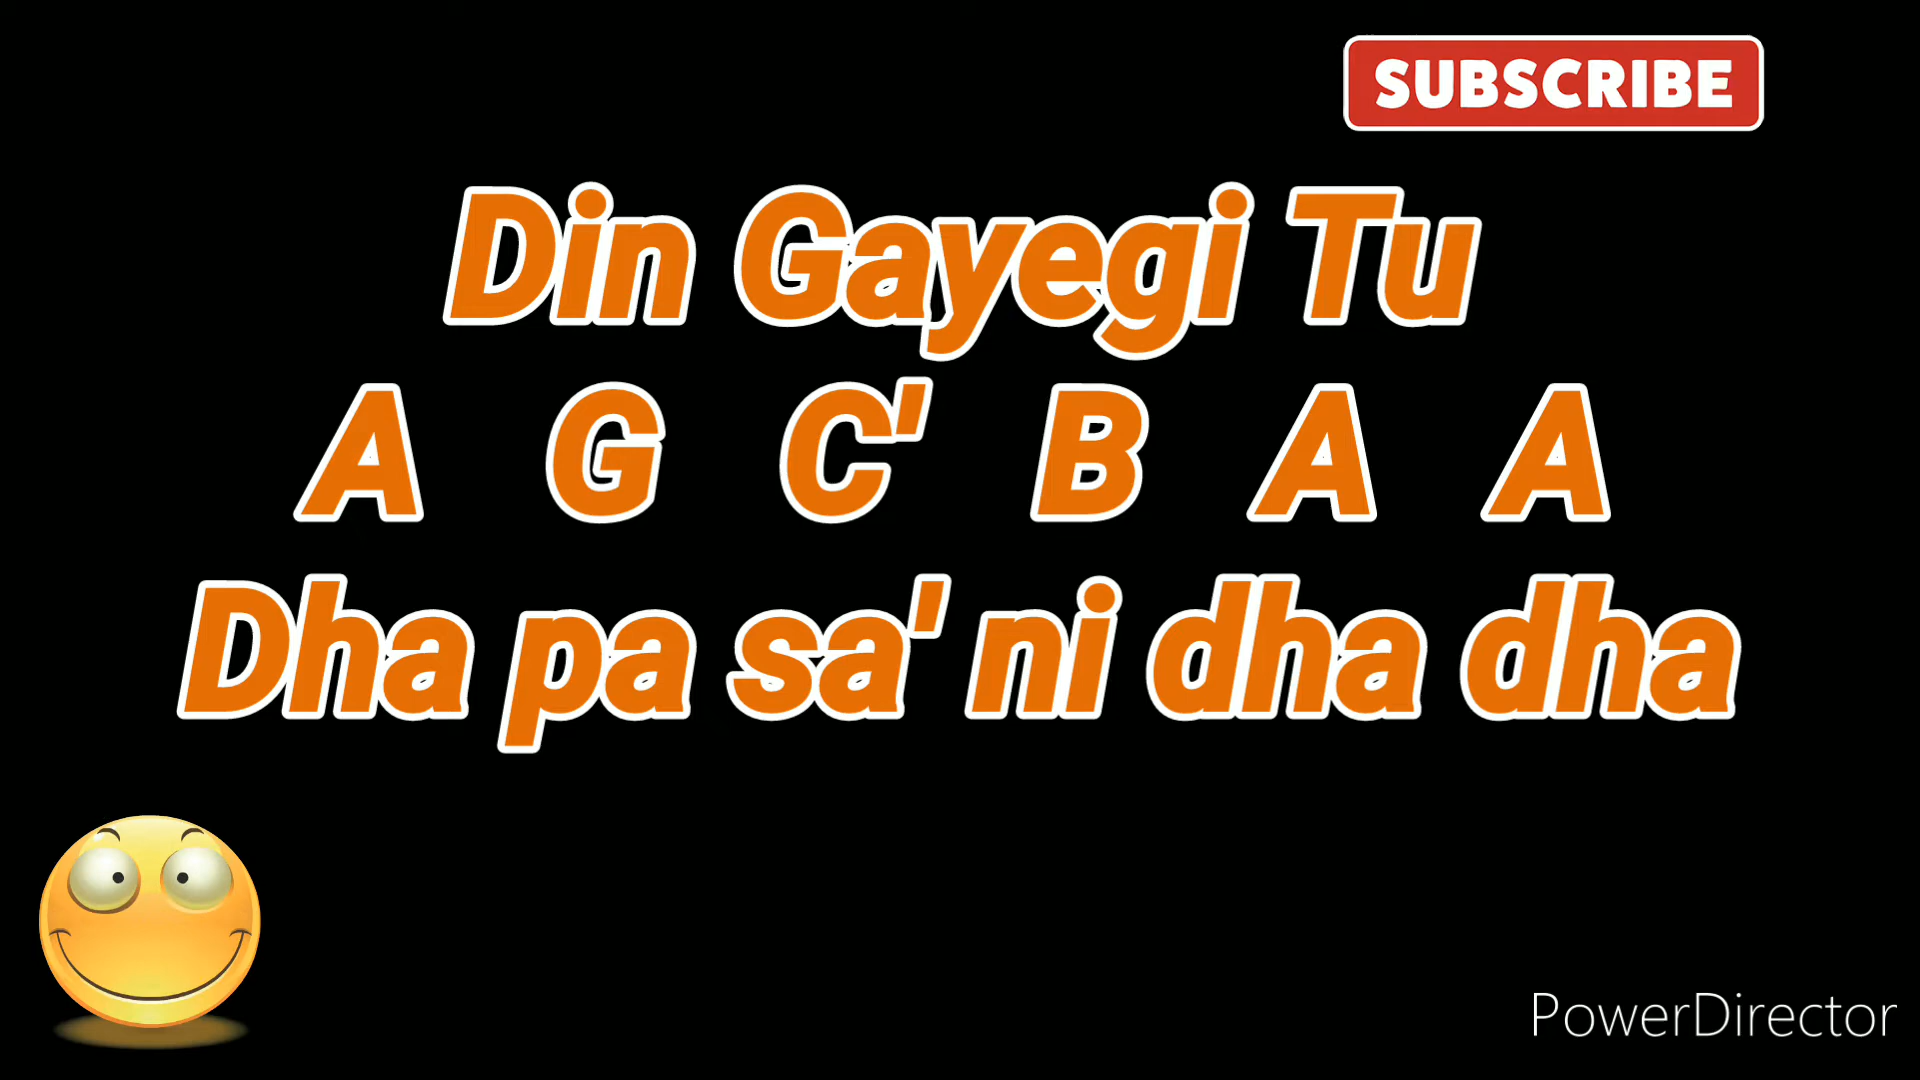 SUBSCRIBE
Din Gayegi Tu
A G C' B A A
Dha pa sa' ni dha dha
PowerDirector